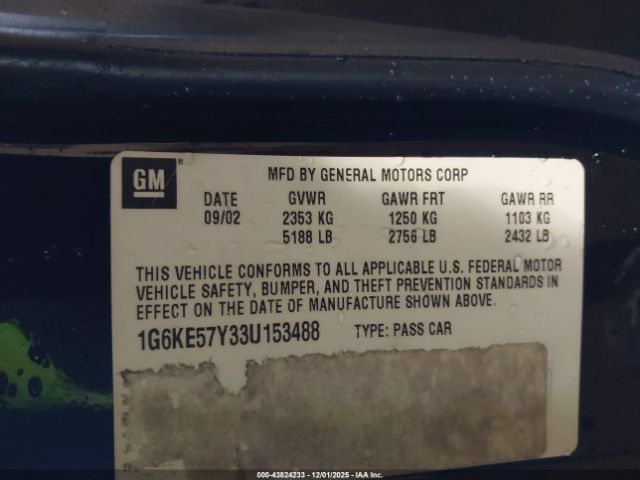 GM ®
MFD BY GENERAL MOTORS CORP
DATE GVWR GAWR FRT GAWR RR
09/02 2353 KG 1250 KG 1103 KG
5188 LB 2756 LB 2432 LB
THIS VEHICLE CONFORMS TO ALL APPLICABLE U.S. FEDERAL MOTOR
VEHICLE SAFETY, BUMPER, AND THEFT PREVENTION STANDARDS IN
EFFECT ON THE DATE OF MANUFACTURE SHOWN ABOVE.
1G6KE57Y33U153488 TYPE: PASS CAR
000-43824233 - 12/01/2025 - IAA Inc.